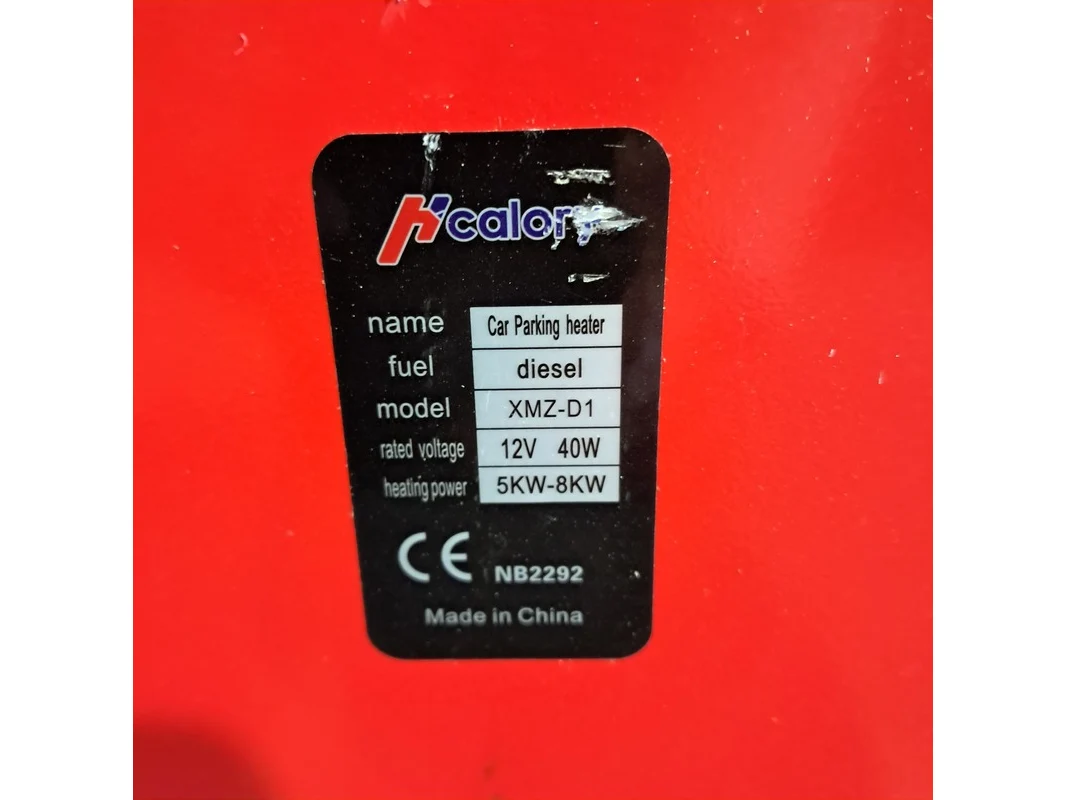 Hcalory
name Car Parking heater
fuel diesel
model XMZ-D1
rated voltage 12V 40W
heating power 5KW-8KW
CE NB2292
Made in China